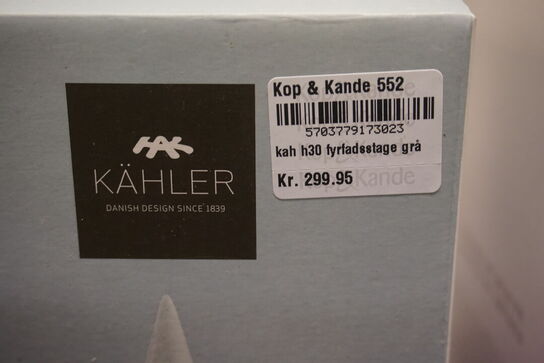 KÄHLER
DANISH DESIGN SINCE 1839
Kop & Kande 552
5703779173023
kah h30 fyrfadsstage grå
Kr. 299.95